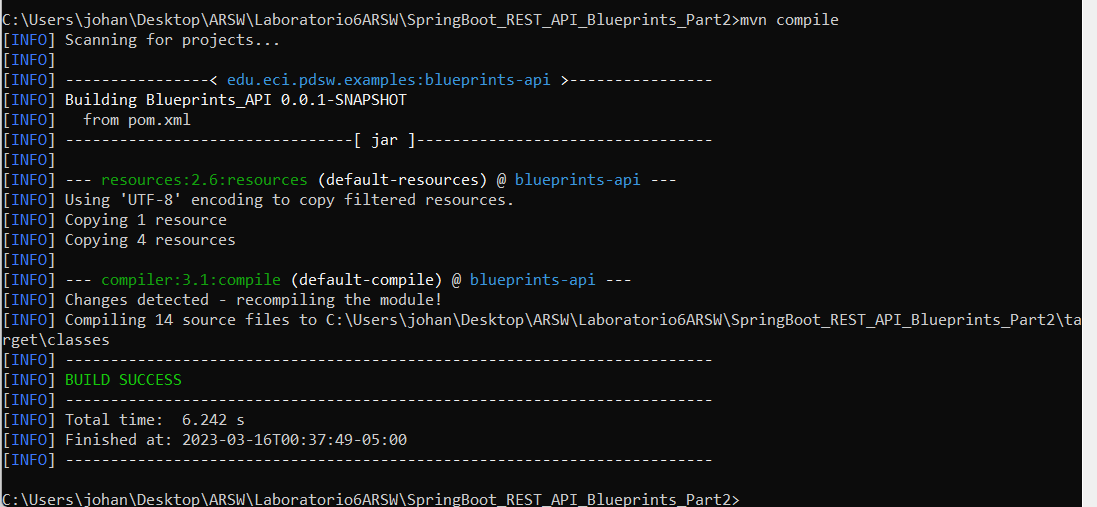 C:\Users\johan\Desktop\ARSW\Laboratorio6ARSW\SpringBoot_REST_API_Blueprints_Part2>mvn compile
[INFO] Scanning for projects...
[INFO]
[INFO] ----------------< edu.eci.pdsw.examples:blueprints-api >----------------
[INFO] Building Blueprints_API 0.0.1-SNAPSHOT
[INFO]   from pom.xml
[INFO] --------------------------------[ jar ]---------------------------------
[INFO]
[INFO] --- resources:2.6:resources (default-resources) @ blueprints-api ---
[INFO] Using 'UTF-8' encoding to copy filtered resources.
[INFO] Copying 1 resource
[INFO] Copying 4 resources
[INFO]
[INFO] --- compiler:3.1:compile (default-compile) @ blueprints-api ---
[INFO] Changes detected - recompiling the module!
[INFO] Compiling 14 source files to C:\Users\johan\Desktop\ARSW\Laboratorio6ARSW\SpringBoot_REST_API_Blueprints_Part2\ta
rget\classes
[INFO] ------------------------------------------------------------------------
[INFO] BUILD SUCCESS
[INFO] ------------------------------------------------------------------------
[INFO] Total time:  6.242 s
[INFO] Finished at: 2023-03-16T00:37:49-05:00
[INFO] ------------------------------------------------------------------------
C:\Users\johan\Desktop\ARSW\Laboratorio6ARSW\SpringBoot_REST_API_Blueprints_Part2>